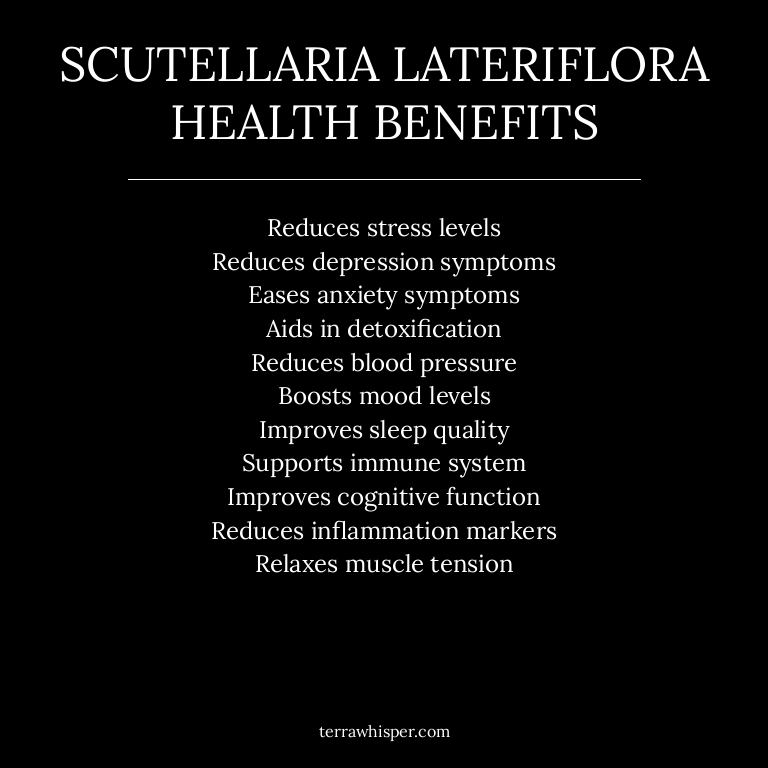 SCUTELLARIA LATERIFLORA
HEALTH BENEFITS
Reduces stress levels
Reduces depression symptoms
Eases anxiety symptoms
Aids in detoxification
Reduces blood pressure
Boosts mood levels
Improves sleep quality
Supports immune system
Improves cognitive function
Reduces inflammation markers
Relaxes muscle tension
terrawhisper.com